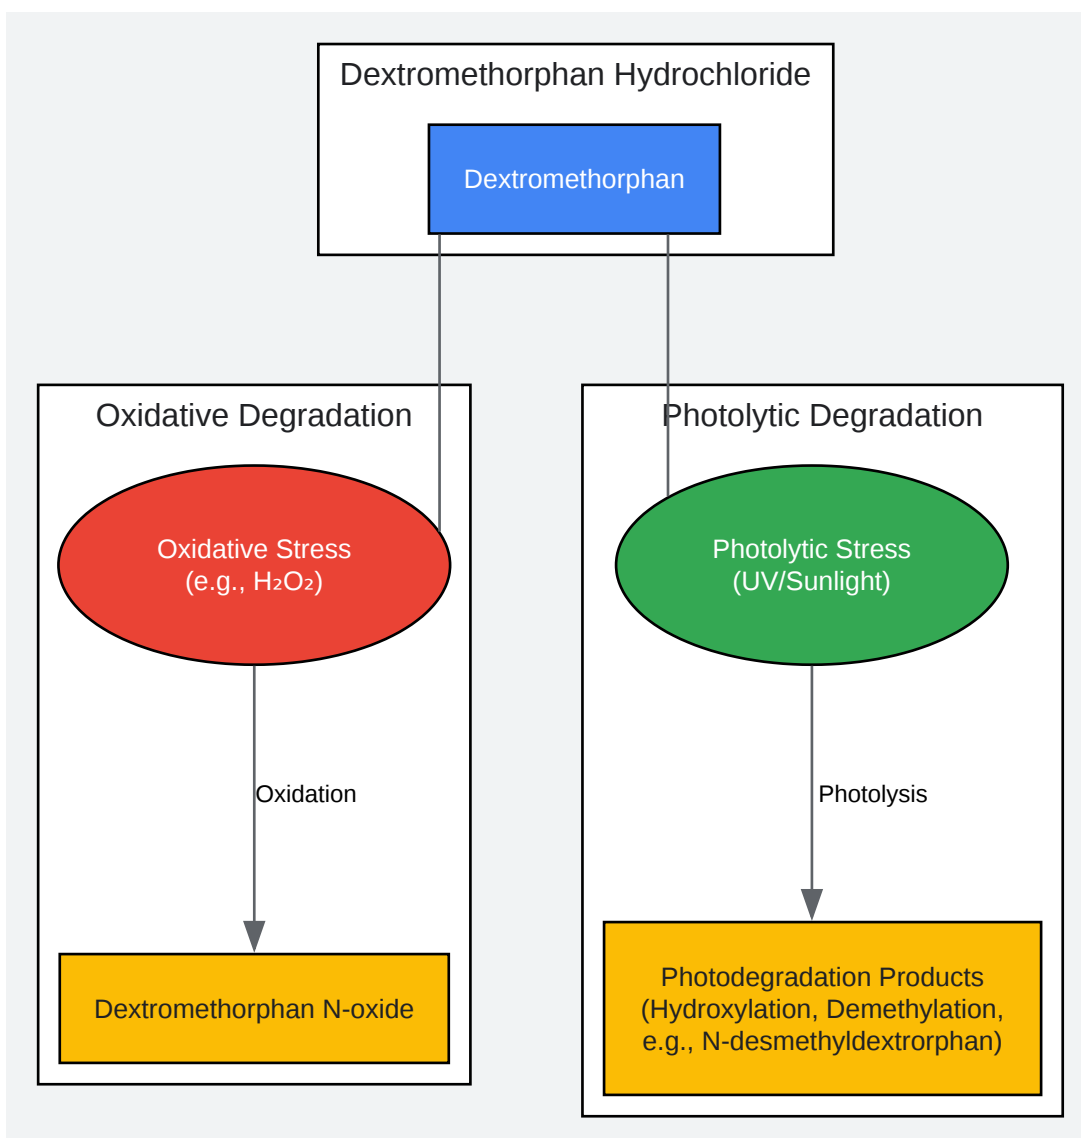 Dextromethorphan Hydrochloride
Dextromethorphan
Oxidative Degradation
Oxidative Stress
(e.g., H₂O₂)
Oxidation
Dextromethorphan N-oxide
Photolytic Degradation
Photolytic Stress
(UV/Sunlight)
Photolysis
Photodegradation Products
(Hydroxylation, Demethylation,
e.g., N-desmethyldextrorphan)